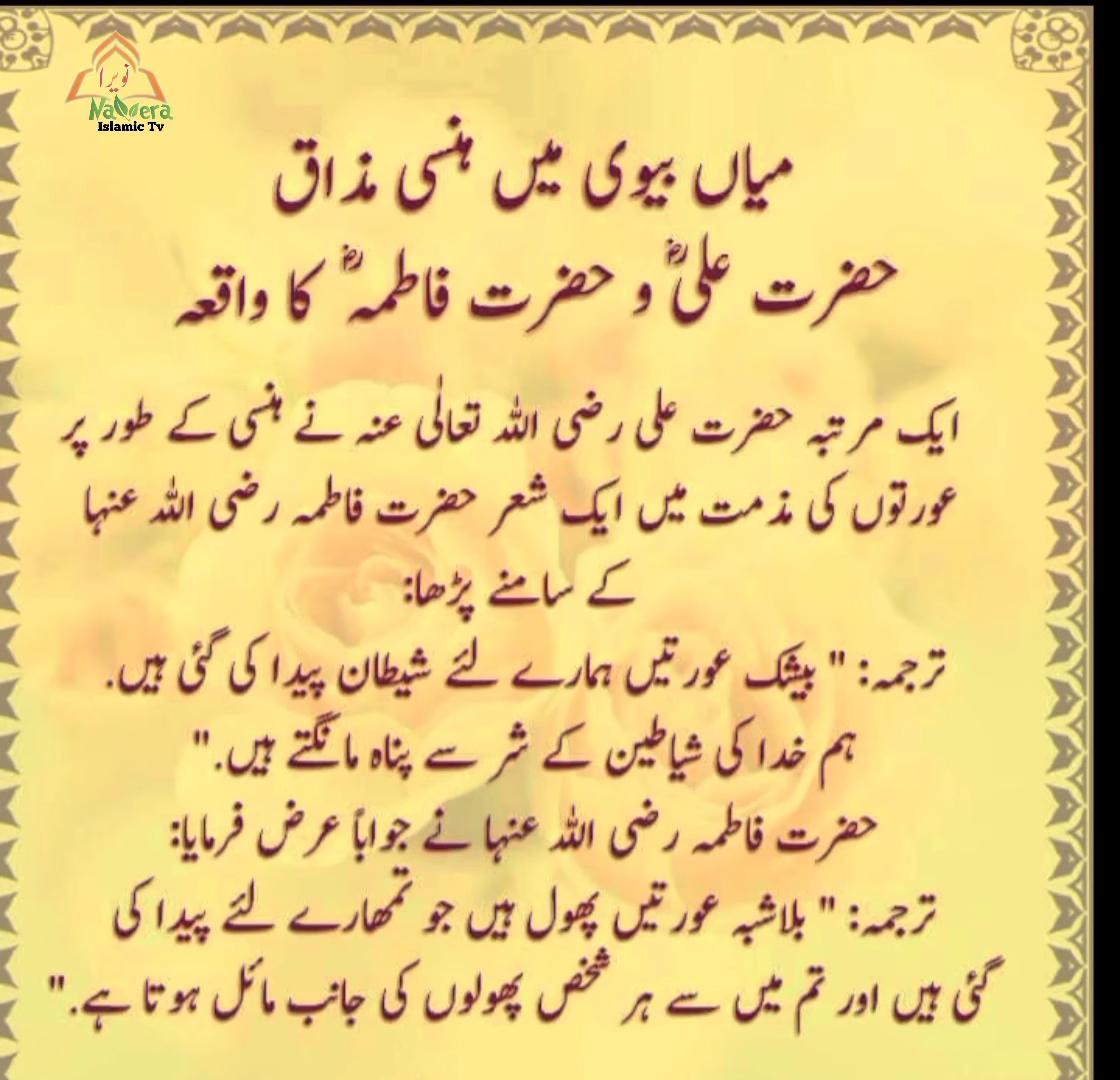 نویرا
Naveera
Islamic Tv
میاں بیوی میں ہنسی مذاق
حضرت علیؓ و حضرت فاطمہؓ کا واقعہ
ایک مرتبہ حضرت علی رضی اللہ تعالٰی عنہ نے ہنسی کے طور پر
عورتوں کی مذمت میں ایک شعر حضرت فاطمہ رضی اللہ عنہا
کے سامنے پڑھا:
ترجمہ: " بیشک عورتیں ہمارے لئے شیطان پیدا کی گئی ہیں.
ہم خدا کی شیاطین کے شر سے پناہ مانگتے ہیں."
حضرت فاطمہ رضی اللہ عنہا نے جواباً عرض فرمایا:
ترجمہ: " بلاشبہ عورتیں پھول ہیں جو تمھارے لئے پیدا کی
گئی ہیں اور تم میں سے ہر شخص پھولوں کی جانب مائل ہوتا ہے."